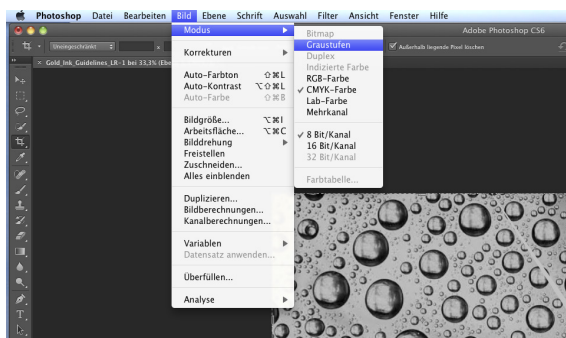 Photoshop Datei Bearbeiten Bild Ebene Schrift Auswahl Filter Ansicht Fenster Hilfe
Adobe Photoshop CS6
Uneingeschränkt x Außerhalb liegende Pixel löschen
× Gold_Ink_Guidelines_LR-1 bei 33,3% (Ebe
Modus
Korrekturen
Auto-Farbton ⇧⌘L
Auto-Kontrast ⌥⇧⌘L
Auto-Farbe ⇧⌘B
Bildgröße... ⌥⌘I
Arbeitsfläche... ⌥⌘C
Bilddrehung
Freistellen
Zuschneiden...
Alles einblenden
Duplizieren...
Bildberechnungen...
Kanalberechnungen...
Variablen
Datensatz anwenden...
Überfüllen...
Analyse
Bitmap
Graustufen
Duplex
Indizierte Farbe
RGB-Farbe
✓ CMYK-Farbe
Lab-Farbe
Mehrkanal
✓ 8 Bit/Kanal
16 Bit/Kanal
32 Bit/Kanal
Farbtabelle...